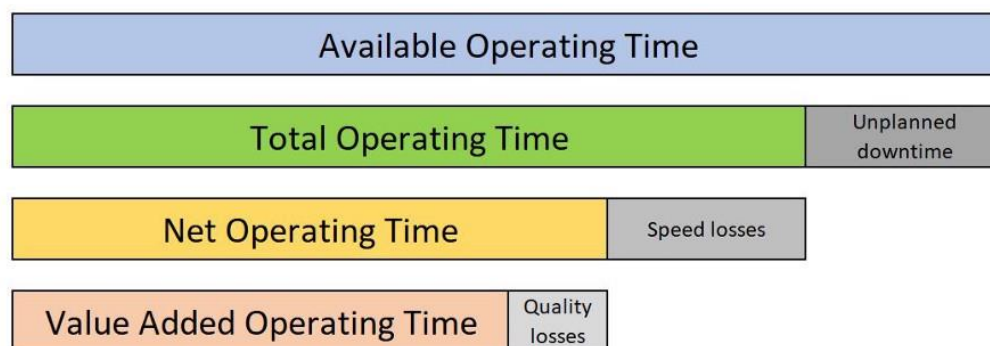 Available Operating Time
Total Operating Time
Unplanned
downtime
Net Operating Time
Speed losses
Value Added Operating Time
Quality
losses